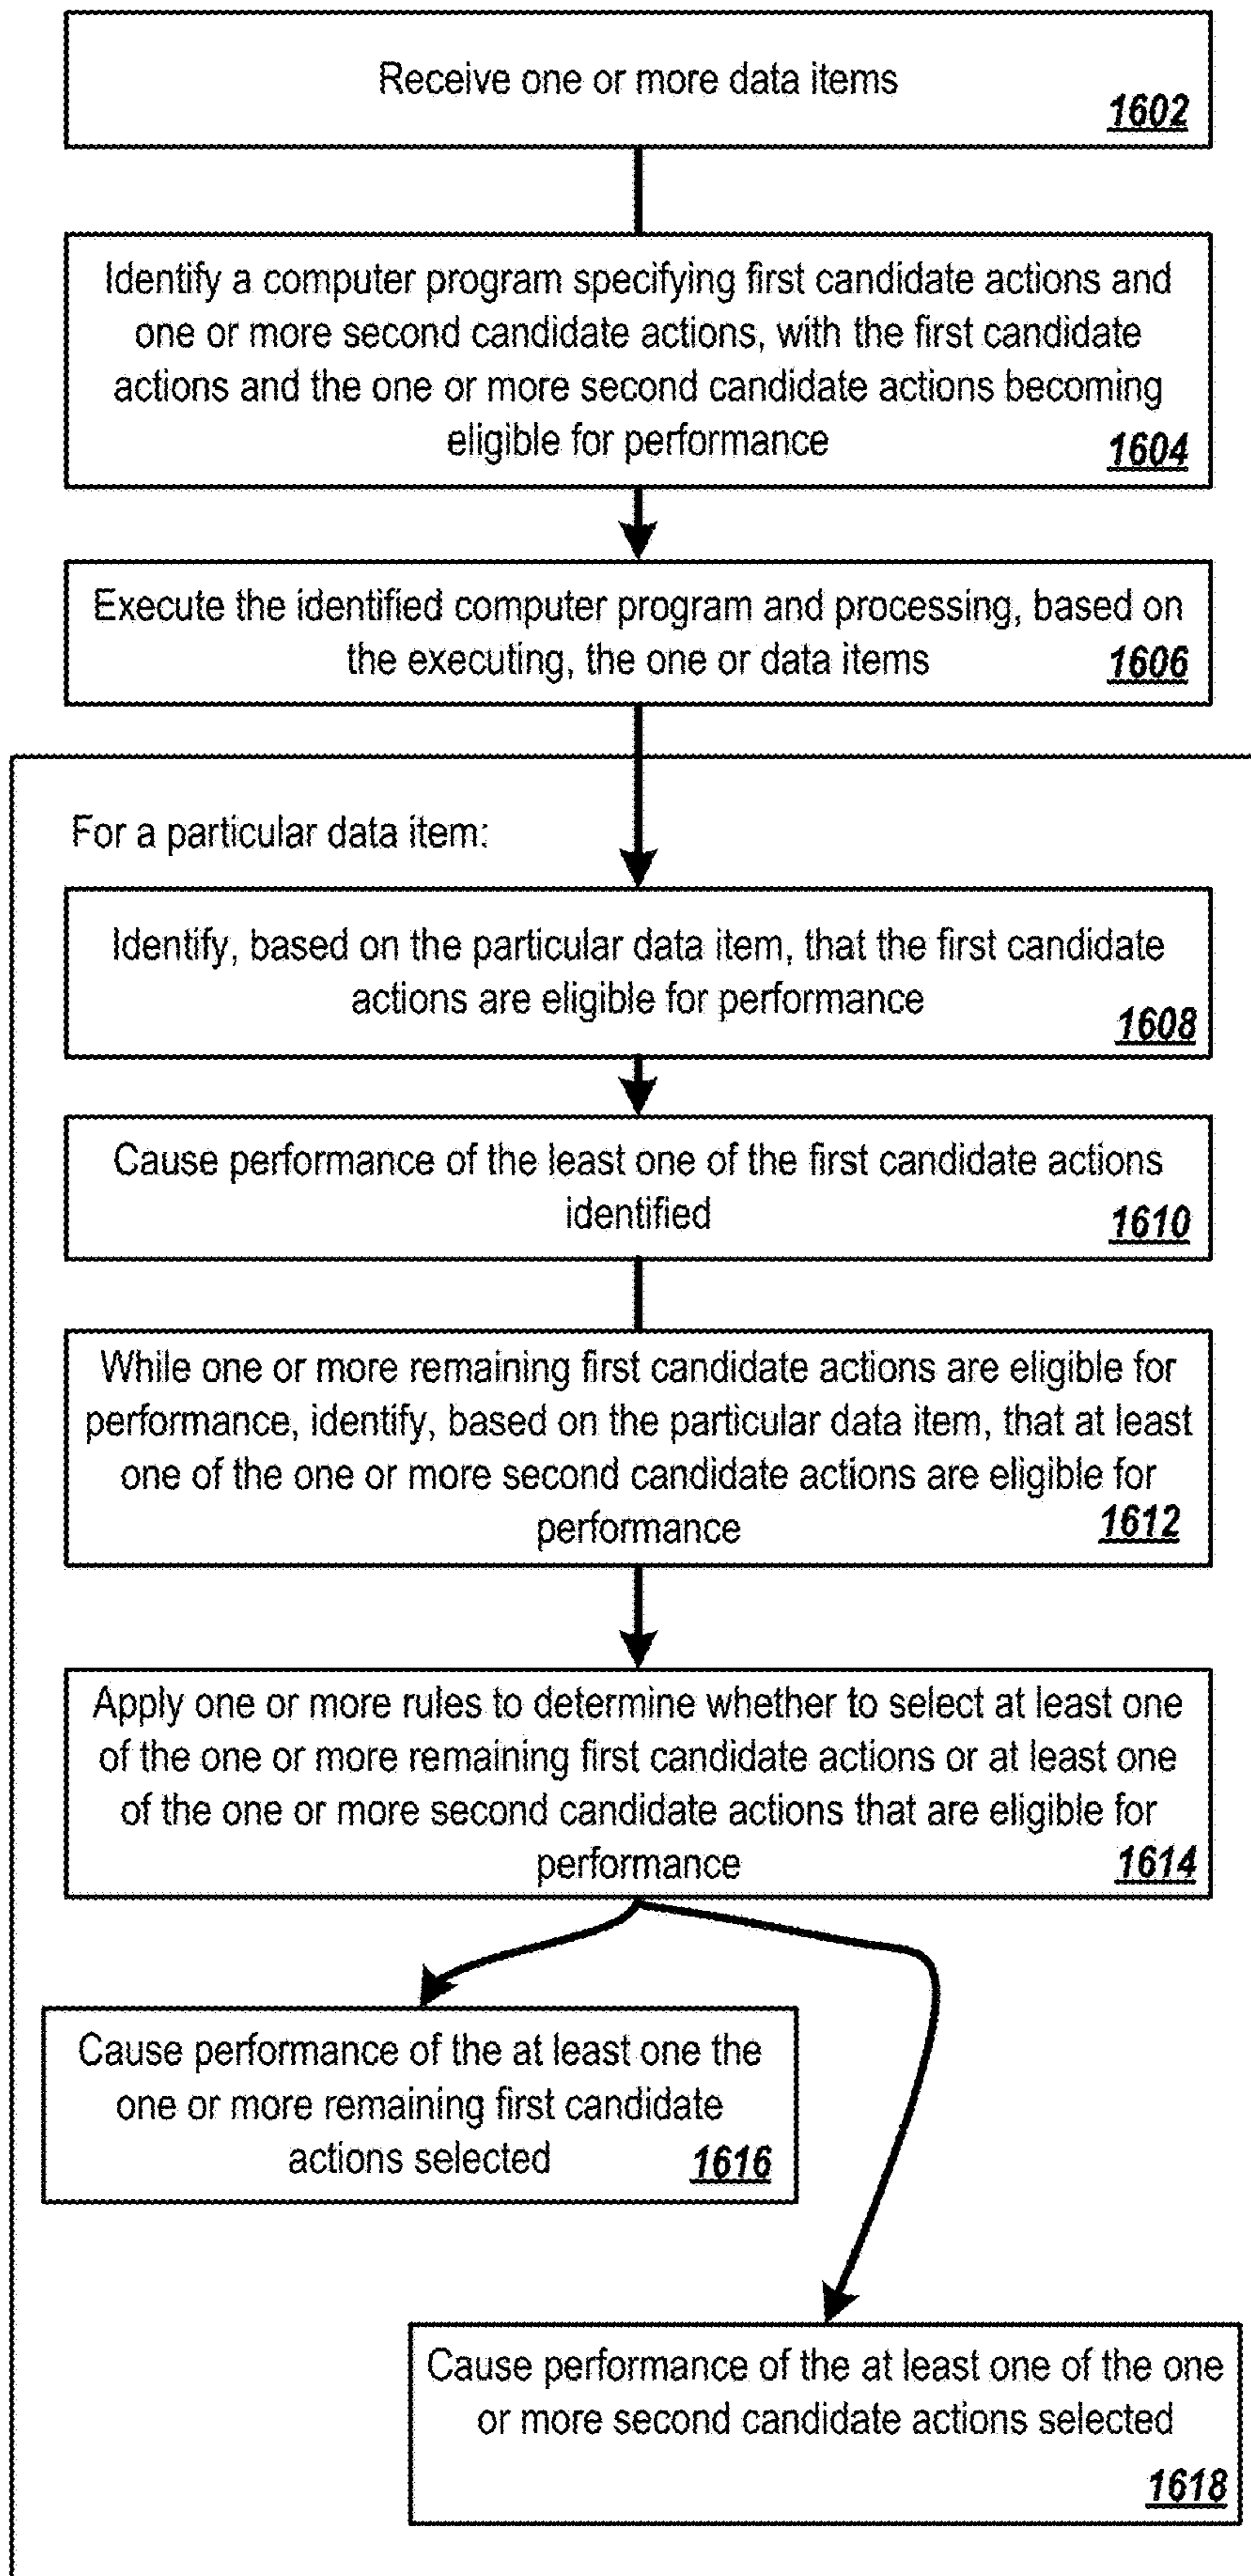 Receive one or more data items
1602
Identify a computer program specifying first candidate actions and
one or more second candidate actions, with the first candidate
actions and the one or more second candidate actions becoming
eligible for performance
1604
Execute the identified computer program and processing, based on
the executing, the one or data items
1606
For a particular data item:
Identify, based on the particular data item, that the first candidate
actions are eligible for performance
1608
Cause performance of the least one of the first candidate actions
identified
1610
While one or more remaining first candidate actions are eligible for
performance, identify, based on the particular data item, that at least
one of the one or more second candidate actions are eligible for
performance
1612
Apply one or more rules to determine whether to select at least one
of the one or more remaining first candidate actions or at least one
of the one or more second candidate actions that are eligible for
performance
1614
Cause performance of the at least one the
one or more remaining first candidate
actions selected
1616
Cause performance of the at least one of the one
or more second candidate actions selected
1618